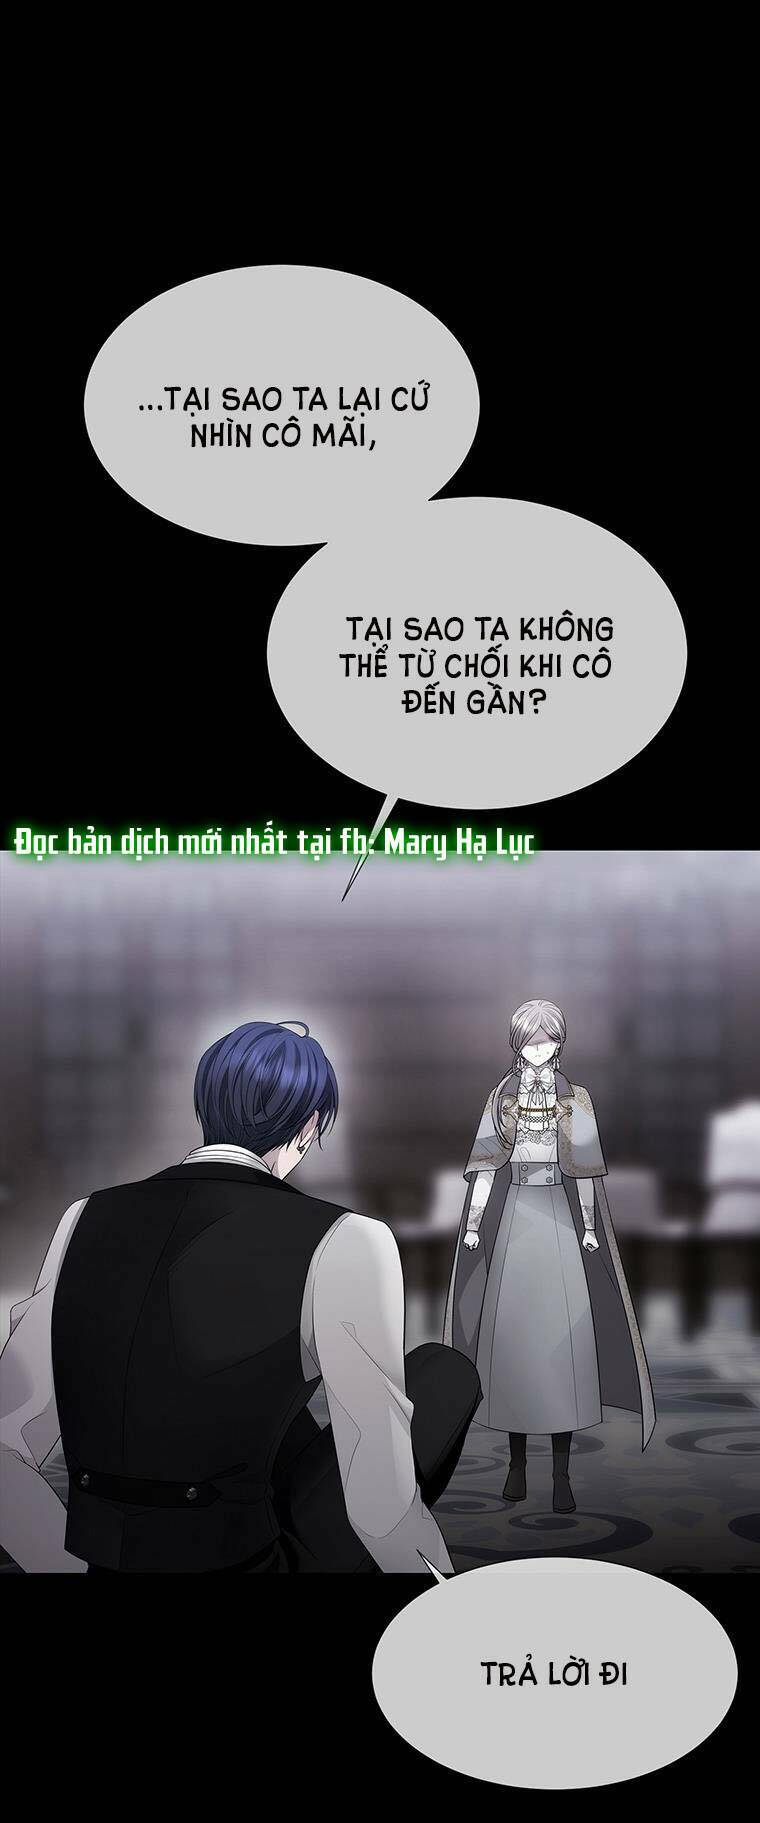 ...TẠI SAO TA LẠI CỨ
NHÌN CÔ MÃI,
TẠI SAO TA KHÔNG
THỂ TỪ CHỐI KHI CÔ
ĐẾN GẦN?
Đọc bản dịch mới nhất tại fb: Mary Hạ Lục
TRẢ LỜI ĐI